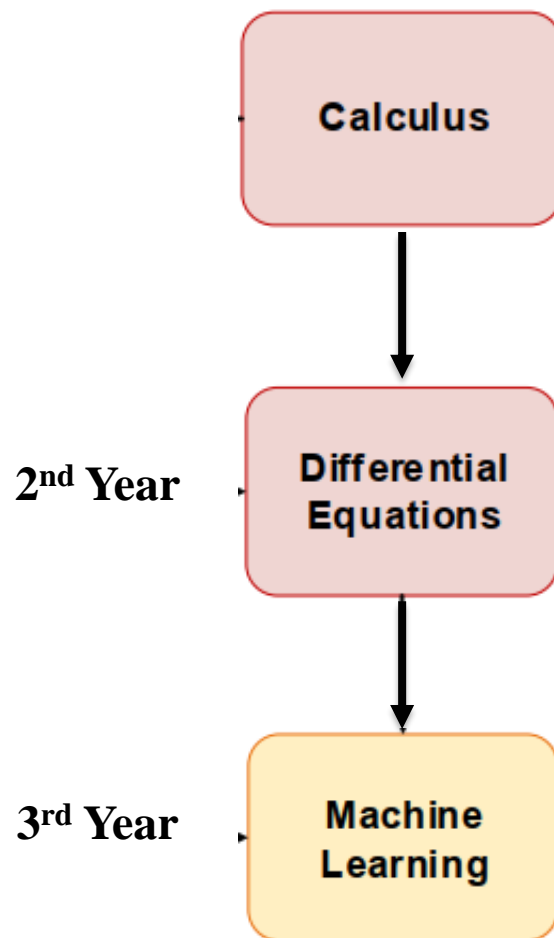 Calculus
2nd Year
Differential
Equations
3rd Year
Machine
Learning